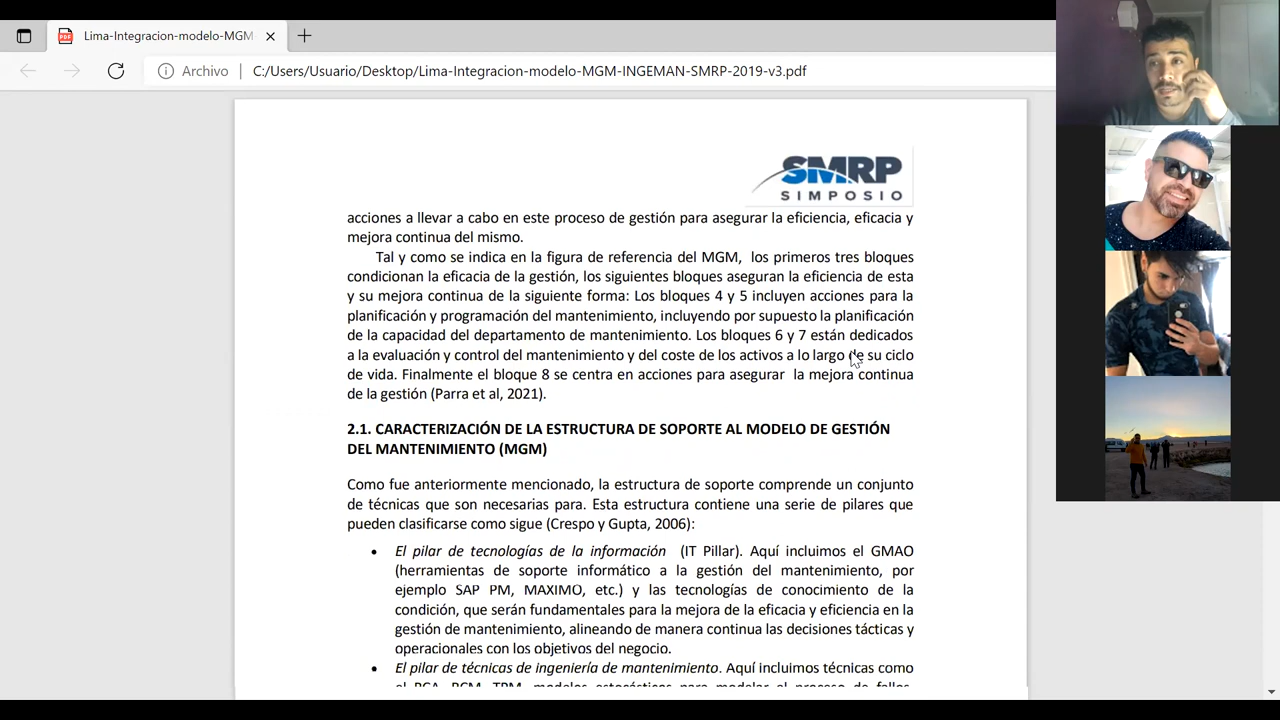 Lima-Integracion-modelo-MGM
Archivo
C:/Users/Usuario/Desktop/Lima-Integracion-modelo-MGM-INGEMAN-SMRP-2019-v3.pdf
SMRP
SIMPOSIO
acciones a llevar a cabo en este proceso de gestión para asegurar la eficiencia, eficacia y
mejora continua del mismo.
Tal y como se indica en la figura de referencia del MGM, los primeros tres bloques
condicionan la eficacia de la gestión, los siguientes bloques aseguran la eficiencia de esta
y su mejora continua de la siguiente forma: Los bloques 4 y 5 incluyen acciones para la
planificación y programación del mantenimiento, incluyendo por supuesto la planificación
de la capacidad del departamento de mantenimiento. Los bloques 6 y 7 están dedicados
a la evaluación y control del mantenimiento y del coste de los activos a lo largo de su ciclo
de vida. Finalmente el bloque 8 se centra en acciones para asegurar la mejora continua
de la gestión (Parra et al, 2021).
2.1. CARACTERIZACIÓN DE LA ESTRUCTURA DE SOPORTE AL MODELO DE GESTIÓN
DEL MANTENIMIENTO (MGM)
Como fue anteriormente mencionado, la estructura de soporte comprende un conjunto
de técnicas que son necesarias para. Esta estructura contiene una serie de pilares que
pueden clasificarse como sigue (Crespo y Gupta, 2006):
• El pilar de tecnologías de la información (IT Pillar). Aquí incluimos el GMAO
(herramientas de soporte informático a la gestión del mantenimiento, por
ejemplo SAP PM, MAXIMO, etc.) y las tecnologías de conocimiento de la
condición, que serán fundamentales para la mejora de la eficacia y eficiencia en la
gestión de mantenimiento, alineando de manera continua las decisiones tácticas y
operacionales con los objetivos del negocio.
• El pilar de técnicas de ingeniería de mantenimiento. Aquí incluimos técnicas como
el RCA, RCM, TPM, modelos estocásticos para modelar el proceso de fallos,